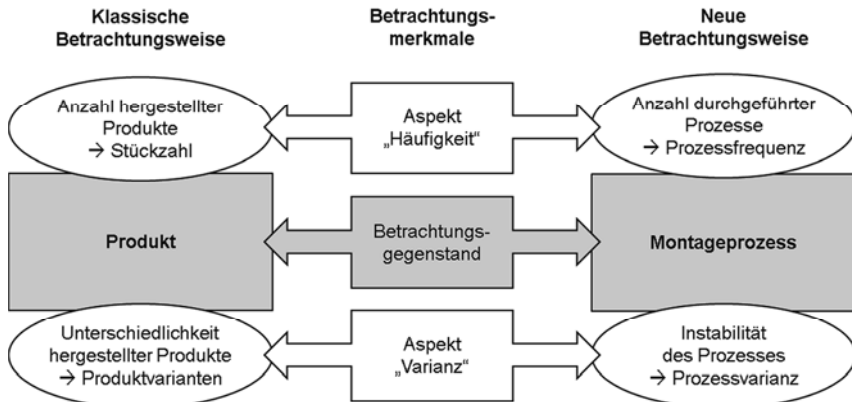 Klassische
Betrachtungsweise
Betrachtungs-
merkmale
Neue
Betrachtungsweise
Anzahl hergestellter
Produkte
→ Stückzahl
Aspekt
„Häufigkeit“
Anzahl durchgeführter
Prozesse
→ Prozessfrequenz
Produkt
Betrachtungs-
gegenstand
Montageprozess
Unterschiedlichkeit
hergestellter Produkte
→ Produktvarianten
Aspekt
„Varianz“
Instabilität
des Prozesses
→ Prozessvarianz